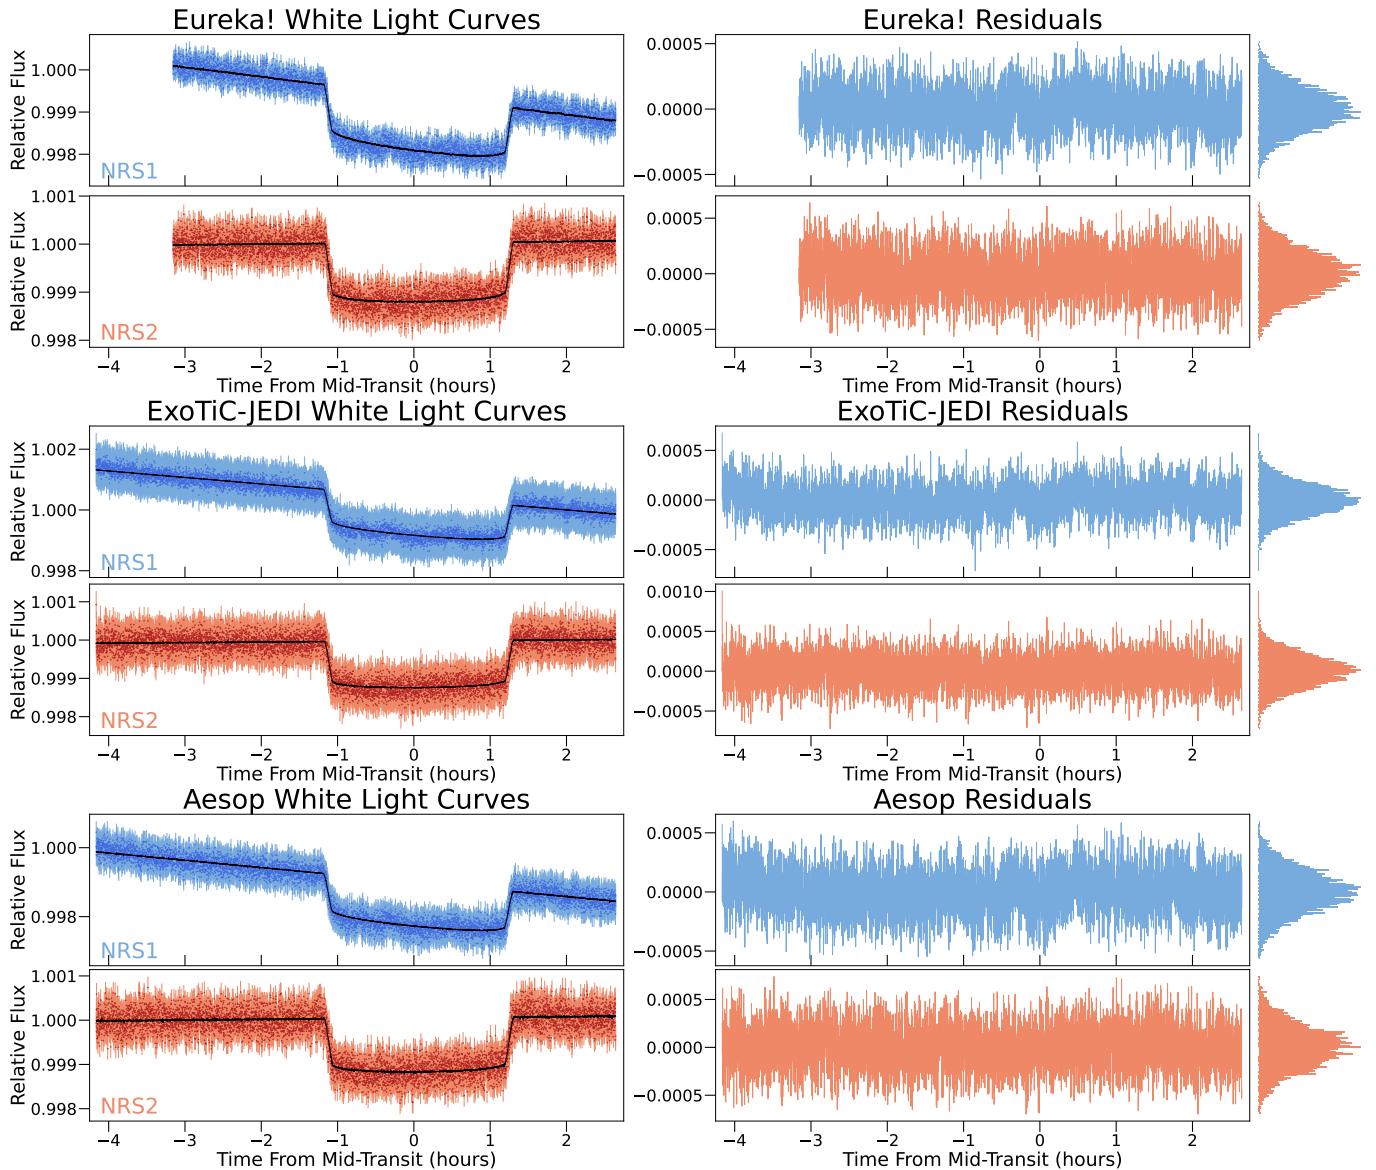 Eureka! White Light Curves
Eureka! Residuals
Relative Flux
1.000
0.999
0.998
NRS1
0.0005
0.0000
−0.0005
Relative Flux
1.001
1.000
0.999
0.998
NRS2
0.0005
0.0000
−0.0005
−4 −3 −2 −1 0 1 2
−4 −3 −2 −1 0 1 2
Time From Mid-Transit (hours)
Time From Mid-Transit (hours)
ExoTiC-JEDI White Light Curves
ExoTiC-JEDI Residuals
Relative Flux
1.002
1.000
0.998
NRS1
0.0005
0.0000
−0.0005
Relative Flux
1.001
1.000
0.999
0.998
NRS2
0.0010
0.0005
0.0000
−0.0005
−4 −3 −2 −1 0 1 2
−4 −3 −2 −1 0 1 2
Time From Mid-Transit (hours)
Time From Mid-Transit (hours)
Aesop White Light Curves
Aesop Residuals
Relative Flux
1.000
0.998
NRS1
0.0005
0.0000
−0.0005
Relative Flux
1.001
1.000
0.999
0.998
NRS2
0.0005
0.0000
−0.0005
−4 −3 −2 −1 0 1 2
−4 −3 −2 −1 0 1 2
Time From Mid-Transit (hours)
Time From Mid-Transit (hours)